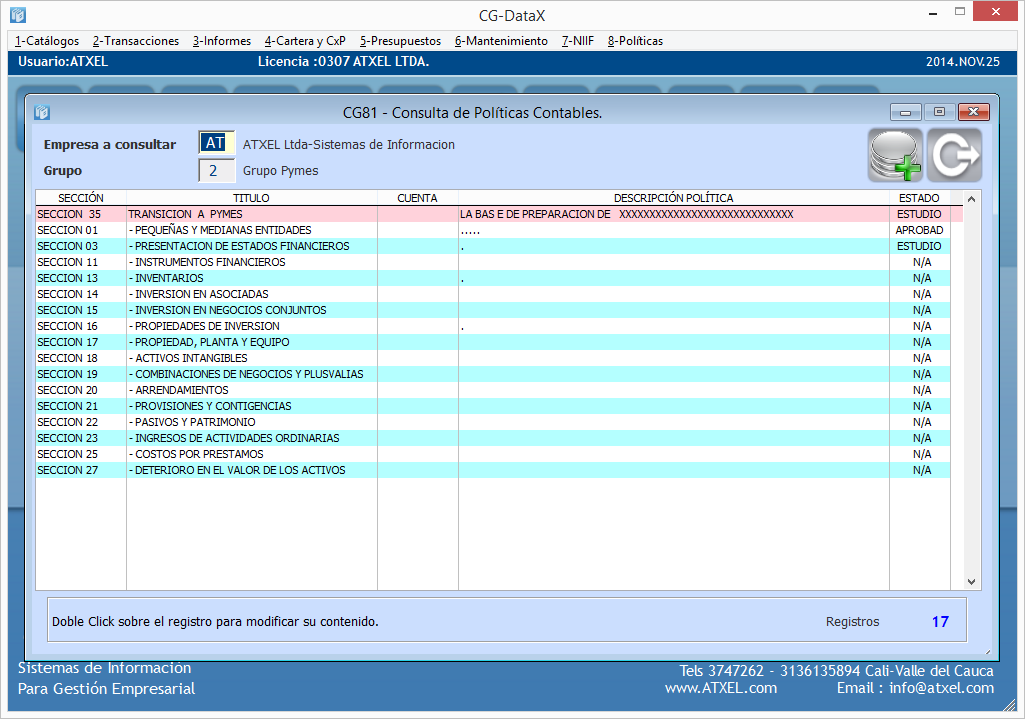 CG-DataX
1-Catálogos 2-Transacciones 3-Informes 4-Cartera y CxP 5-Presupuestos 6-Mantenimiento 7-NIIF 8-Políticas
Usuario:ATXEL Licencia :0307 ATXEL LTDA. 2014.NOV.25
CG81 - Consulta de Políticas Contables.
Empresa a consultar AT ATXEL Ltda-Sistemas de Informacion
Grupo 2 Grupo Pymes
SECCIÓN TITULO CUENTA DESCRIPCIÓN POLÍTICA ESTADO
SECCION 35 TRANSICION A PYMES LA BAS E DE PREPARACION DE XXXXXXXXXXXXXXXXXXXXXXXXXXXXX ESTUDIO
SECCION 01 - PEQUEÑAS Y MEDIANAS ENTIDADES ..... APROBAD
SECCION 03 - PRESENTACION DE ESTADOS FINANCIEROS . ESTUDIO
SECCION 11 - INSTRUMENTOS FINANCIEROS N/A
SECCION 13 - INVENTARIOS . N/A
SECCION 14 - INVERSION EN ASOCIADAS N/A
SECCION 15 - INVERSION EN NEGOCIOS CONJUNTOS N/A
SECCION 16 - PROPIEDADES DE INVERSION . N/A
SECCION 17 - PROPIEDAD, PLANTA Y EQUIPO N/A
SECCION 18 - ACTIVOS INTANGIBLES N/A
SECCION 19 - COMBINACIONES DE NEGOCIOS Y PLUSVALIAS N/A
SECCION 20 - ARRENDAMIENTOS N/A
SECCION 21 - PROVISIONES Y CONTIGENCIAS N/A
SECCION 22 - PASIVOS Y PATRIMONIO N/A
SECCION 23 - INGRESOS DE ACTIVIDADES ORDINARIAS N/A
SECCION 25 - COSTOS POR PRESTAMOS N/A
SECCION 27 - DETERIORO EN EL VALOR DE LOS ACTIVOS N/A
Doble Click sobre el registro para modificar su contenido. Registros 17
Sistemas de Información Tels 3747262 - 3136135894 Cali-Valle del Cauca
Para Gestión Empresarial www.ATXEL.com Email : info@atxel.com